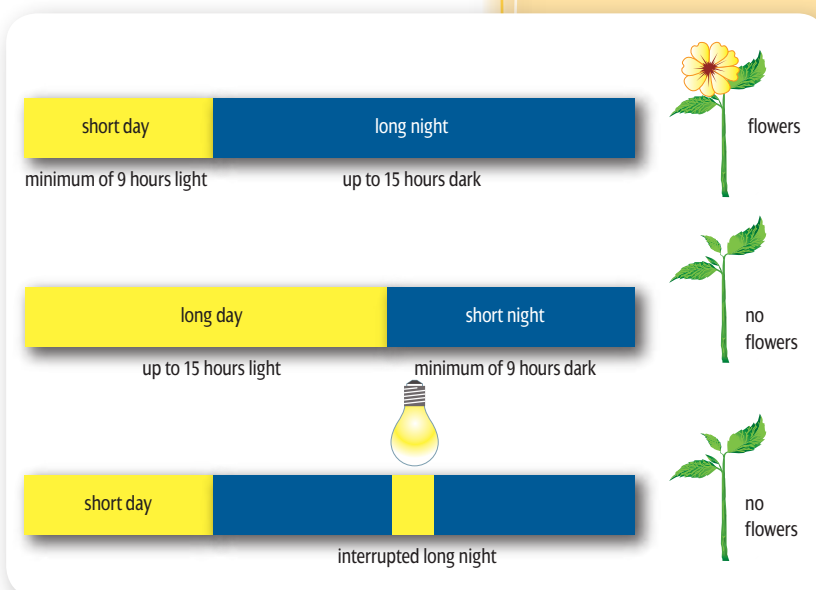 short day
long night
flowers
minimum of 9 hours light
up to 15 hours dark
long day
short night
no
flowers
up to 15 hours light
minimum of 9 hours dark
short day
no
flowers
interrupted long night